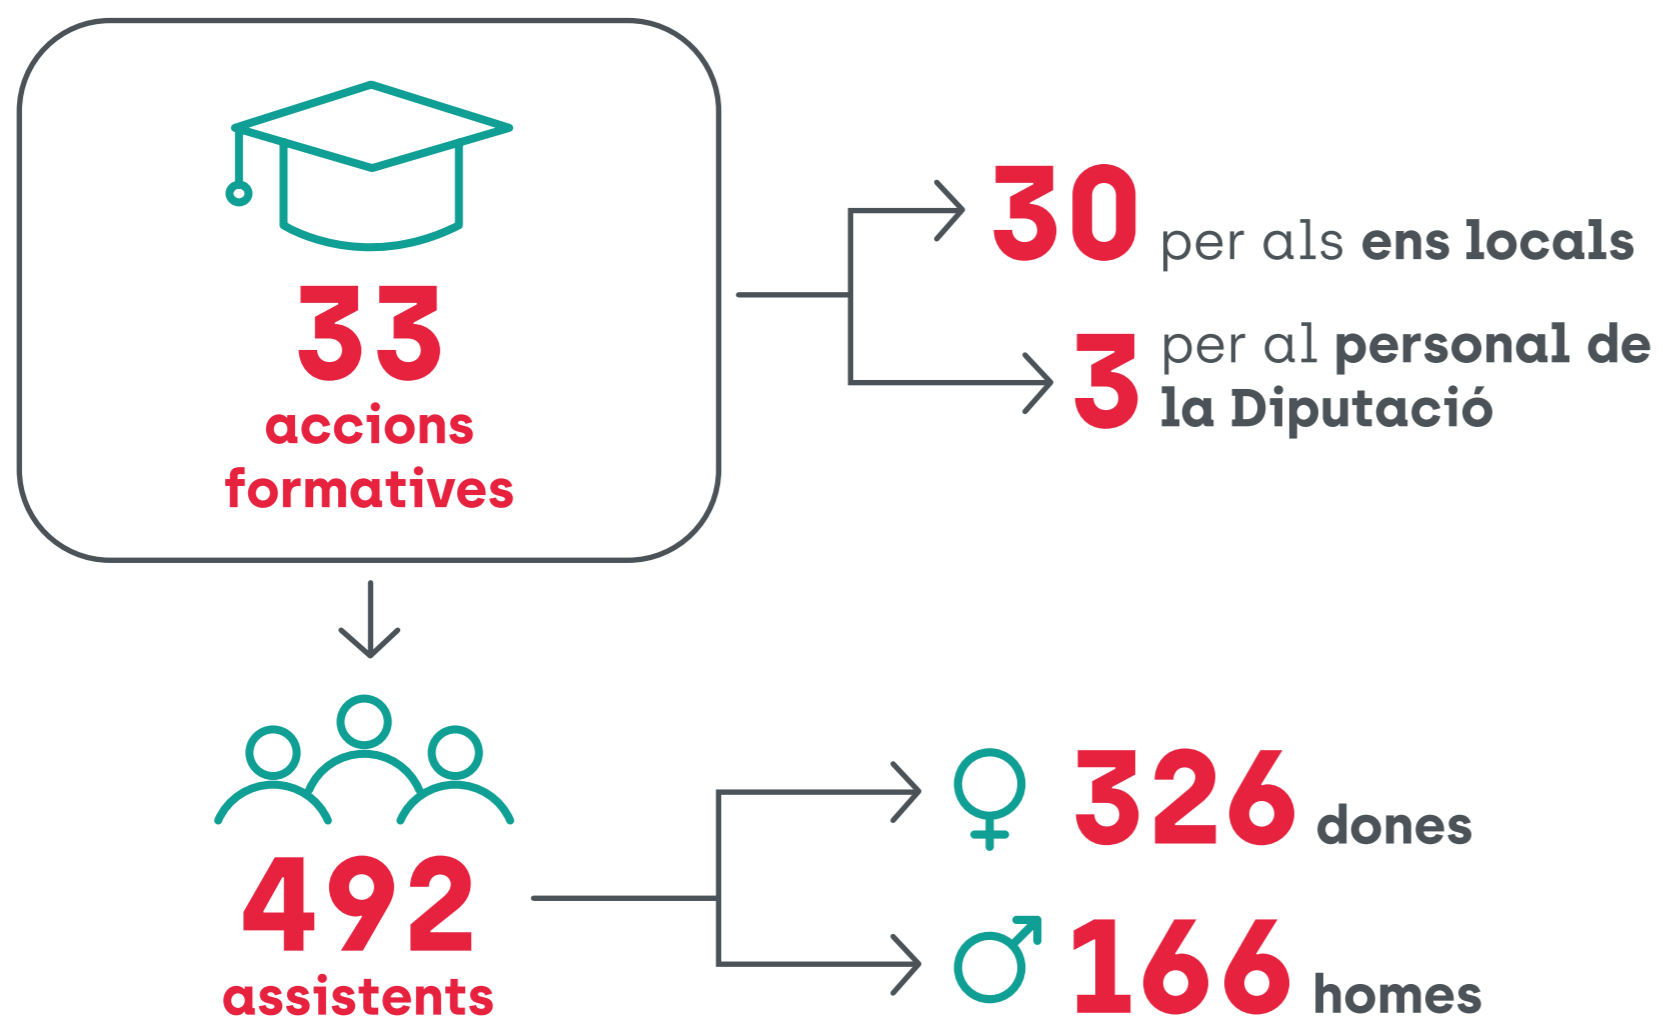 33
accions
formatives
30 per als ens locals
3 per al personal de
la Diputació
492
assistents
326 dones
166 homes